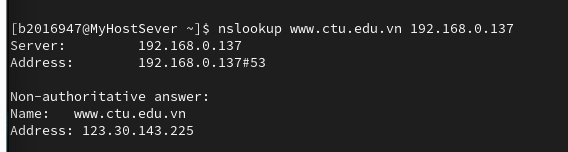 [b2016947@MyHostSever ~]$ nslookup www.ctu.edu.vn 192.168.0.137
Server:         192.168.0.137
Address:        192.168.0.137#53

Non-authoritative answer:
Name:   www.ctu.edu.vn
Address: 123.30.143.225